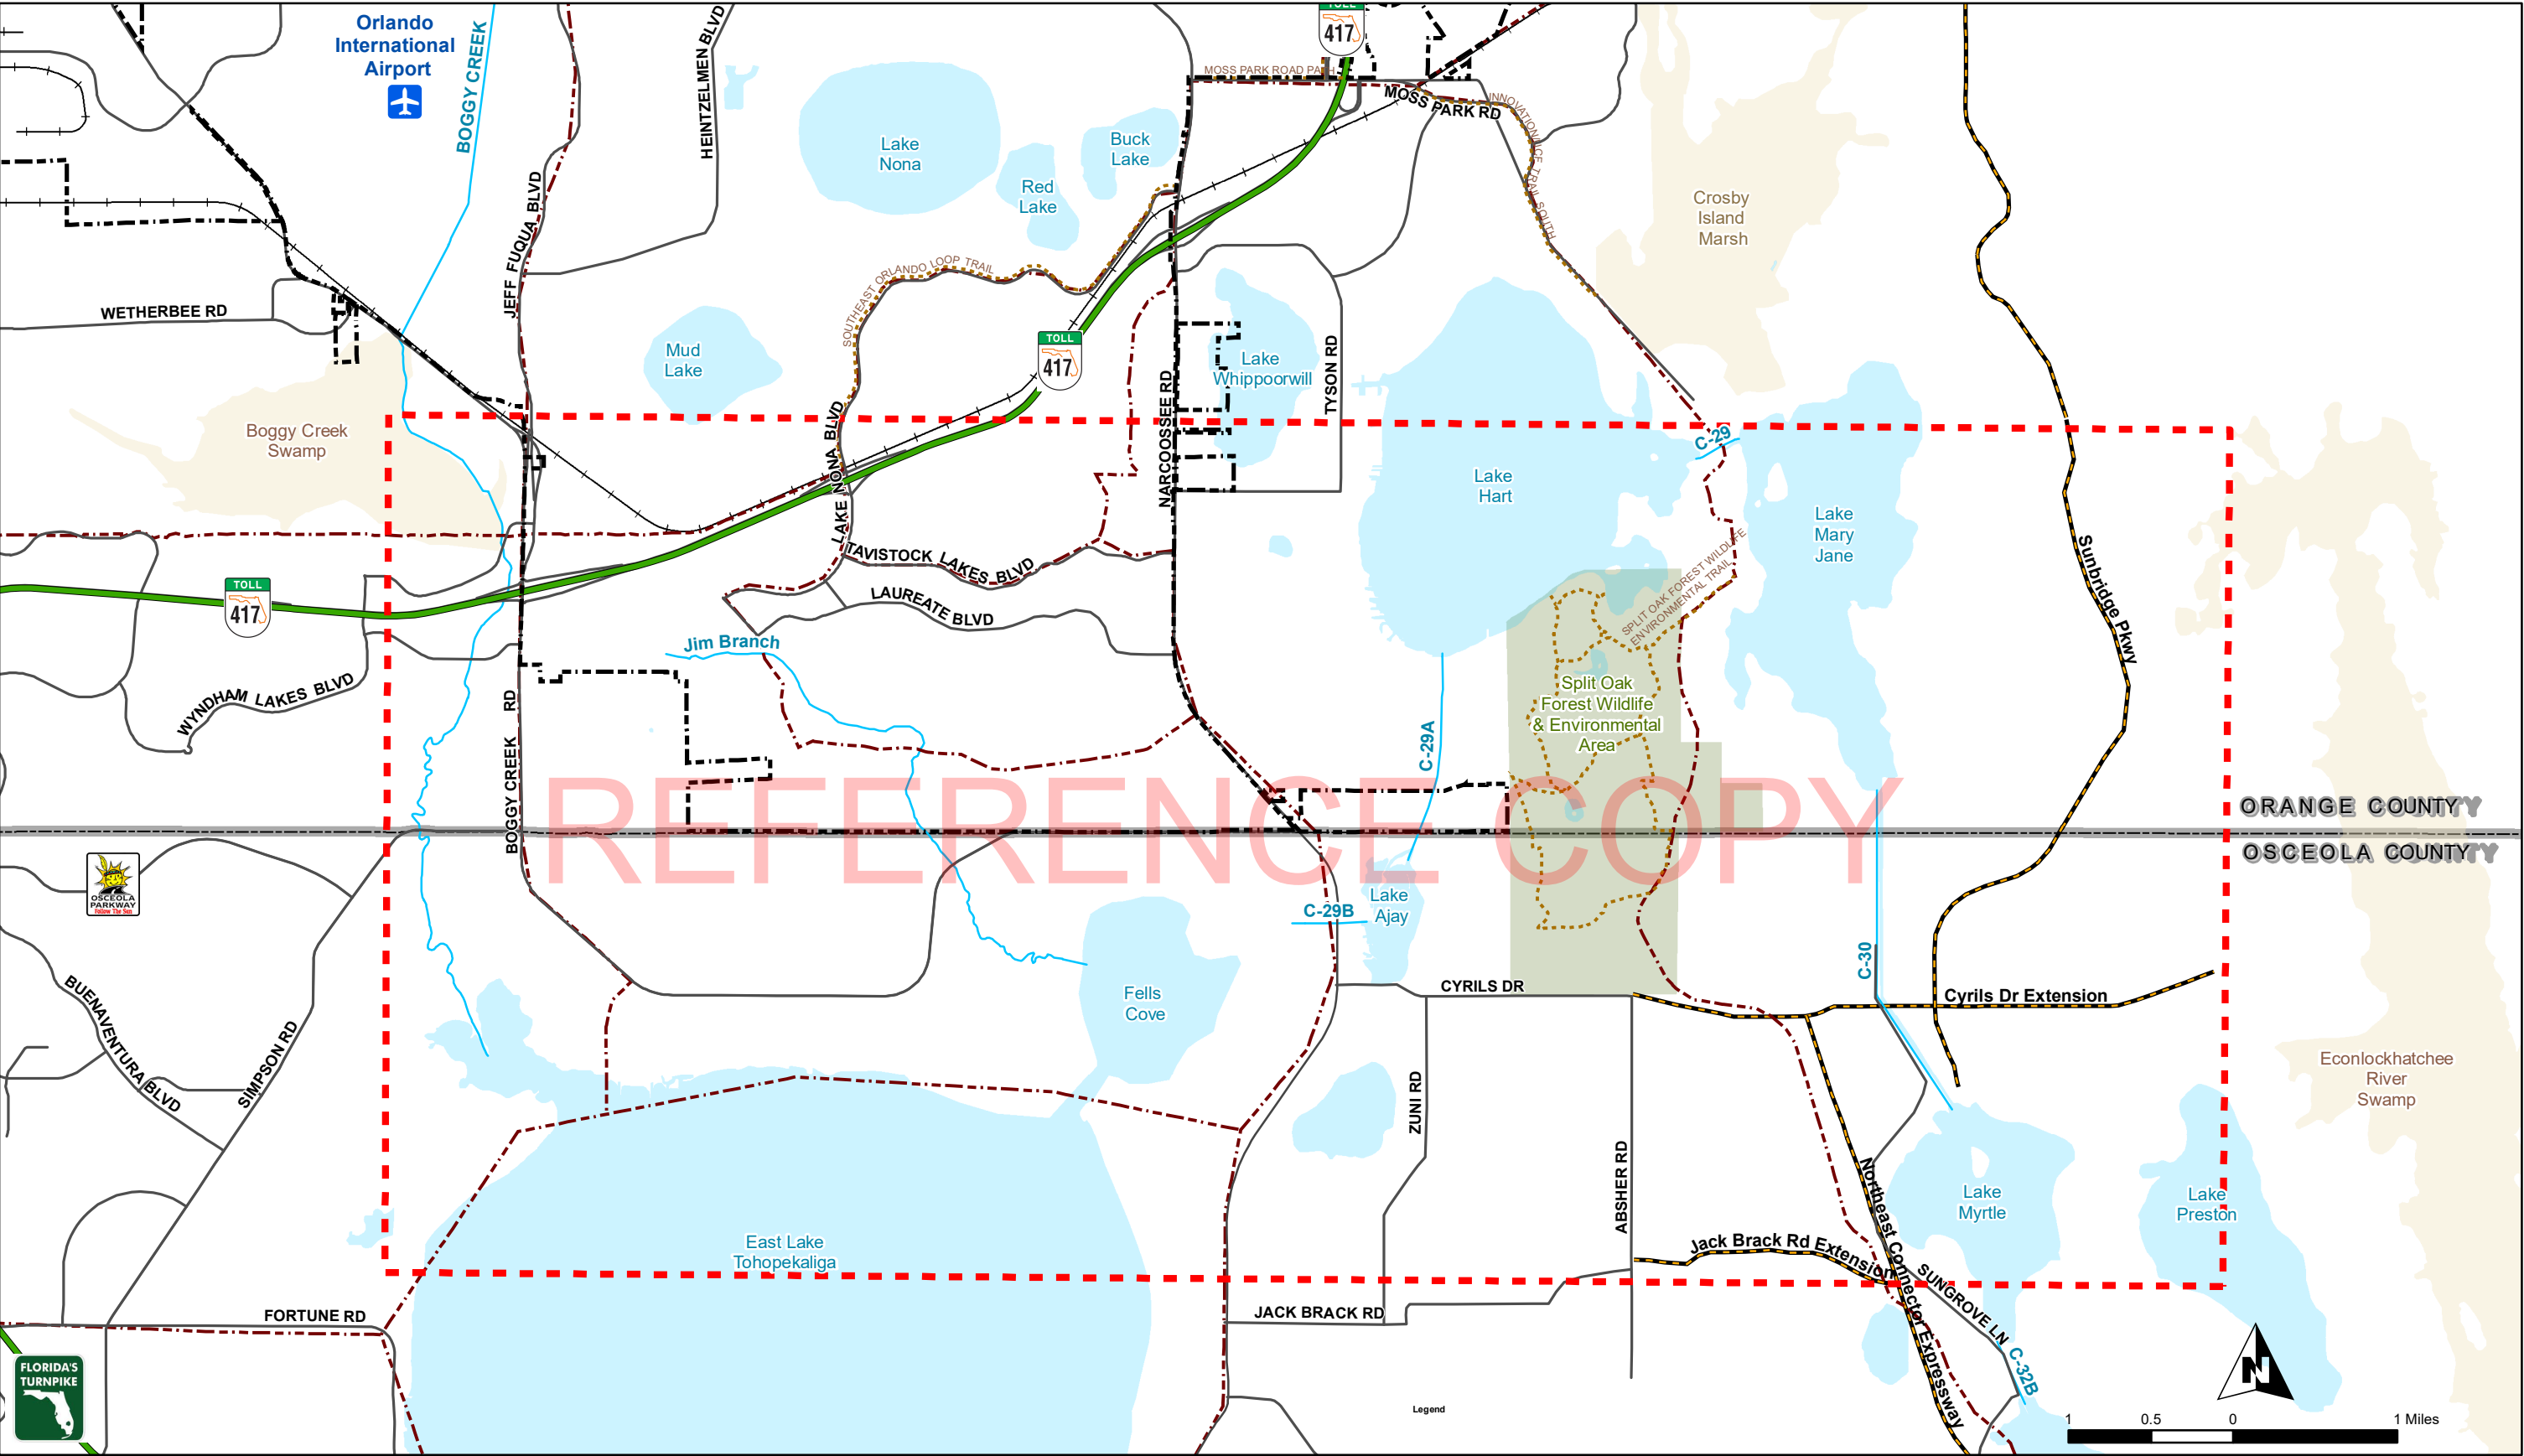 Orlando
International
Airport
BOGGY CREEK
HEINTZELMEN BLVD
TOLL
417
MOSS PARK ROAD PATH
MOSS PARK RD
Lake
Nona
Buck
Lake
Red
Lake
Crosby
Island
Marsh
JEFF FUQUA BLVD
SOUTHEAST ORLANDO LOOP TRAIL
WETHERBEE RD
Mud
Lake
TOLL
417
Lake
Whippoorwill
TYSON RD
NARCOOSSEE RD
Boggy Creek
Swamp
LAKE NONA BLVD
C-29
Lake
Hart
Lake
Mary
Jane
Sunbridge Pkwy
TAVISTOCK LAKES BLVD
LAUREATE BLVD
SPLIT OAK FOREST WILDLIFE
ENVIRONMENTAL TRAIL
TOLL
417
Jim Branch
WYNDHAM LAKES BLVD
Split Oak
Forest Wildlife
& Environmental
Area
C-29A
BOGGY CREEK RD
REFERENCE COPY
ORANGE COUNTY
OSCEOLA COUNTY
OSCEOLA
PARKWAY
Follow The Sun
Lake
Ajay
C-29B
C-30
BUENAVENTURA BLVD
SIMPSON RD
Fells
Cove
CYRILS DR
Cyrils Dr Extension
ZUNI RD
ABSHER RD
Econlockhatchee
River
Swamp
Lake
Myrtle
Lake
Preston
Northeast Connector Expressway
East Lake
Tohopekaliga
Jack Brack Rd Extension
SUNGROVE LN
FORTUNE RD
JACK BRACK RD
C-32B
FLORIDA'S
TURNPIKE
Legend
N
1 0.5 0 1 Miles